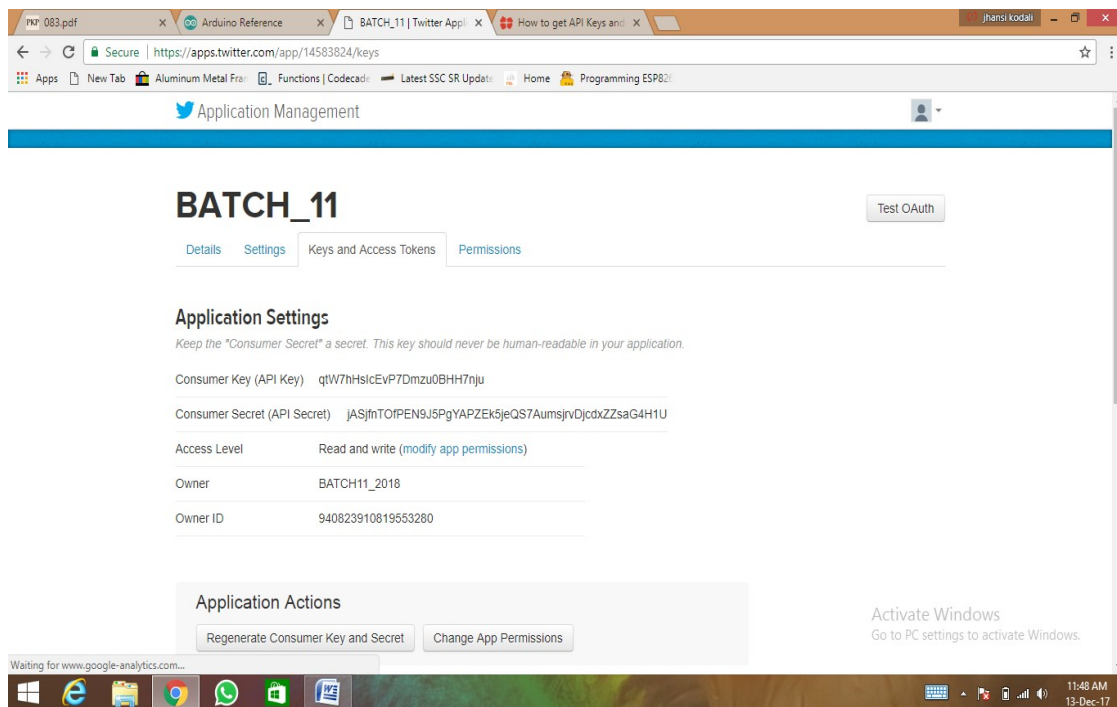 083.pdf
Arduino Reference
BATCH_11 | Twitter Appli
How to get API Keys and
jhansi kodali
Secure https://apps.twitter.com/app/14583824/keys
Apps New Tab Aluminum Metal Fra Functions | Codecade Latest SSC SR Update Home Programming ESP82
Application Management
BATCH_11
Test OAuth
Details Settings Keys and Access Tokens Permissions
Application Settings
Keep the "Consumer Secret" a secret. This key should never be human-readable in your application.
Consumer Key (API Key) qtW7hHsIcEvP7Dmzu0BHH7nju
Consumer Secret (API Secret) jASjfnTOfPEN9J5PgYAPZEk5jeQS7AumsjrvDjcdxZZsaG4H1U
Access Level Read and write (modify app permissions)
Owner BATCH11_2018
Owner ID 940823910819553280
Application Actions
Regenerate Consumer Key and Secret Change App Permissions
Activate Windows
Go to PC settings to activate Windows.
Waiting for www.google-analytics.com...
11:48 AM
13-Dec-17